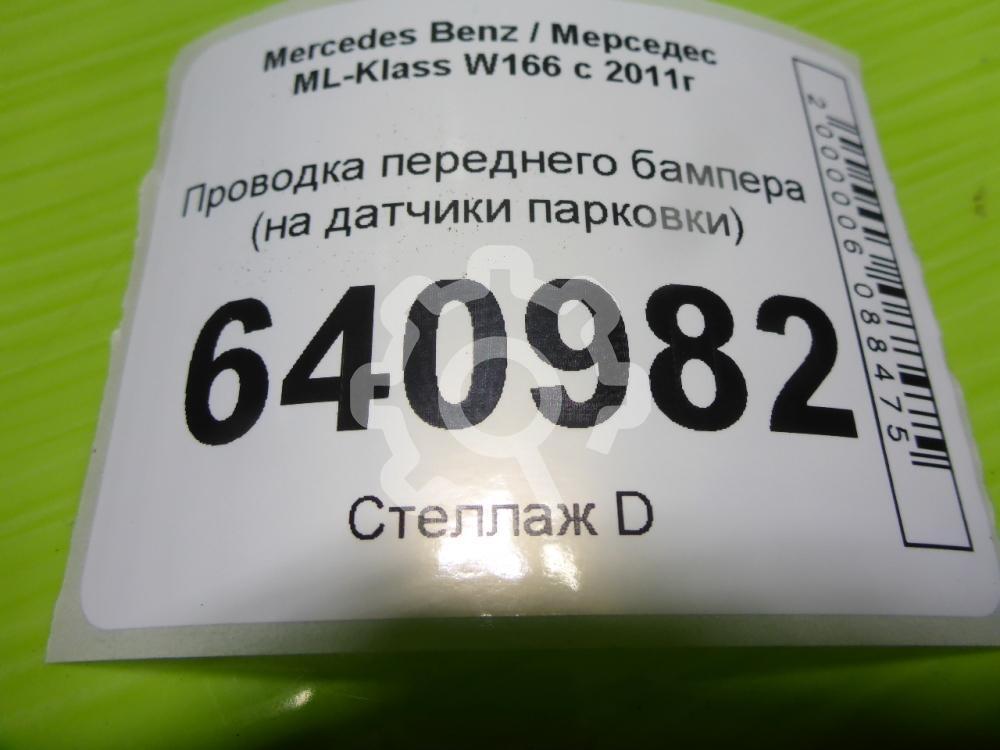 Mercedes Benz / Мерседес
ML-Klass W166 с 2011г
Проводка переднего бампера
(на датчики парковки)
640982
Стеллаж D
2000006088475